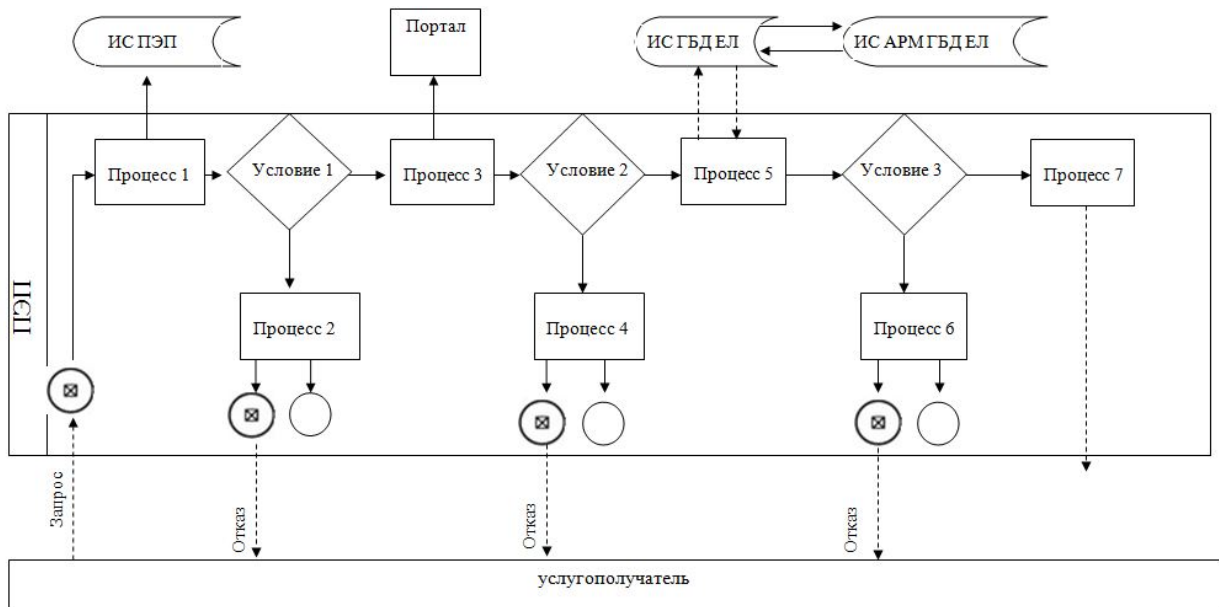 ИС ПЭП
Портал
ИС ГБД ЕЛ
ИС АРМ ГБД ЕЛ
Процесс 1
Условие 1
Процесс 3
Условие 2
Процесс 5
Условие 3
Процесс 7
ПЭП
Процесс 2
Процесс 4
Процесс 6
Запрос
Отказ
Отказ
Отказ
услугополучатель